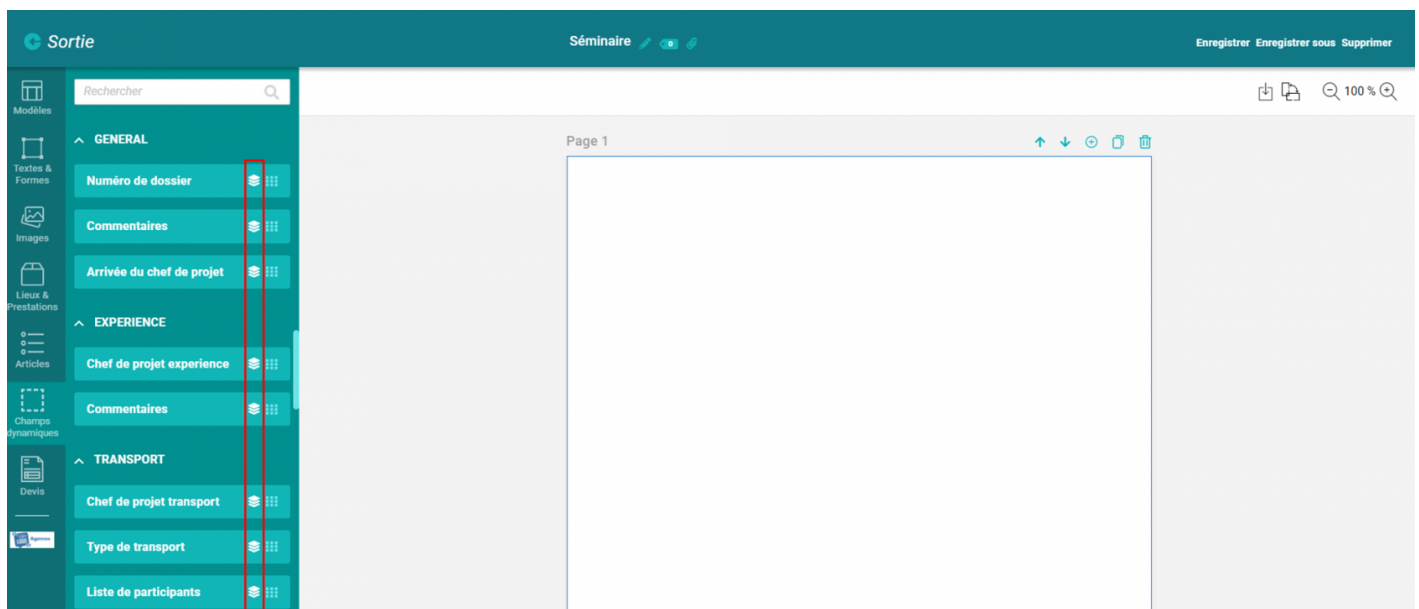 Sortie
Séminaire
0
Enregistrer Enregistrer sous Supprimer
Modèles
Textes &
Formes
Images
Lieux &
Prestations
Articles
Champs
dynamiques
Devis
Agences
Rechercher
GENERAL
Numéro de dossier
Commentaires
Arrivée du chef de projet
EXPERIENCE
Chef de projet experience
Commentaires
TRANSPORT
Chef de projet transport
Type de transport
Liste de participants
100 %
Page 1